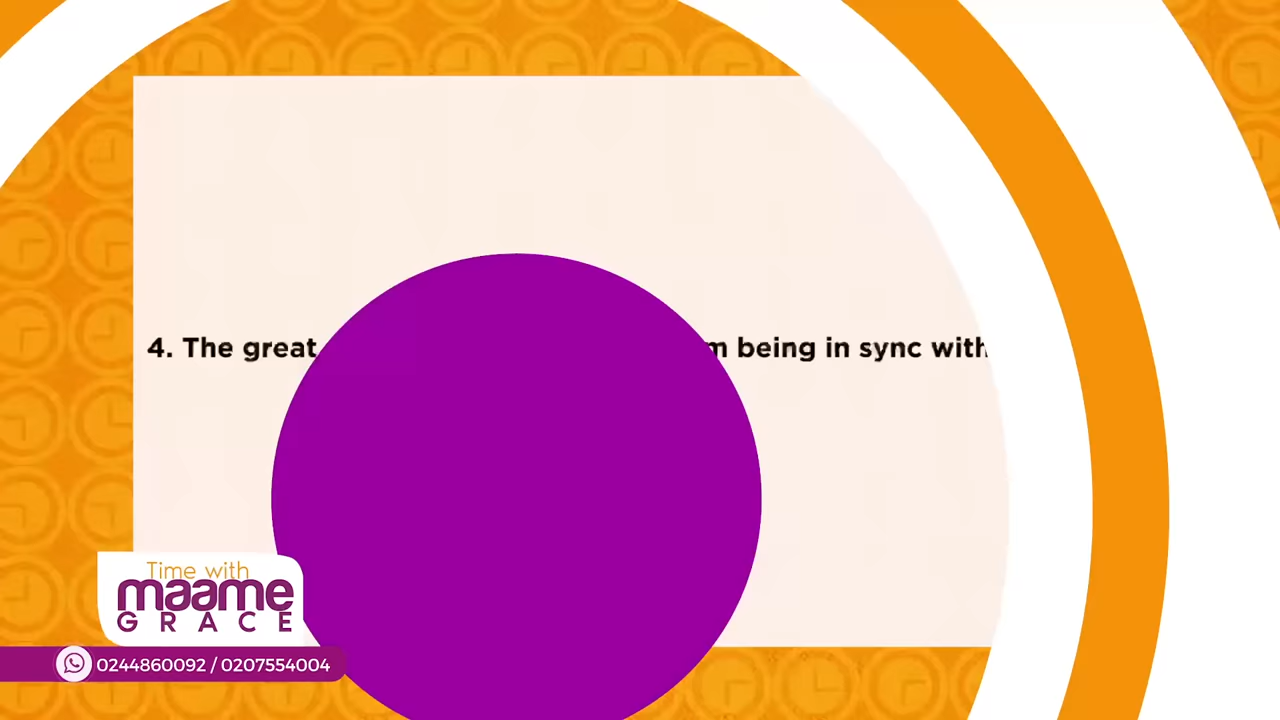 4. The great being in sync with
Time with
maame
GRACE
0244860092 / 0207554004